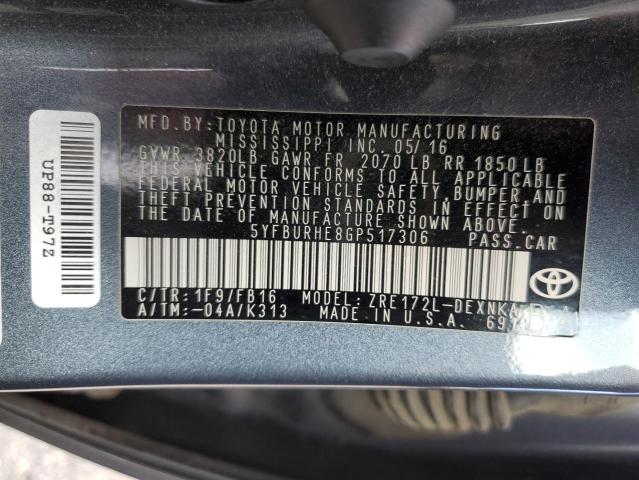 MFD.BY:TOYOTA MOTOR MANUFACTURING
MISSISSIPPI INC. 05/16
GVWR 3820LB GAWR FR 2070 LB RR 1850 LB
THIS VEHICLE CONFORMS TO ALL APPLICABLE
FEDERAL MOTOR VEHICLE SAFETY, BUMPER,AND
THEFT PREVENTION STANDARDS IN EFFECT
ON THE DATE OF MANUFACTURE SHOWN ABOVE.
5YFBURHE8GP517306 PASS.CAR
C/TR: 1F9/FB16 MODEL: ZRE172L-
A/TM:-04A/K313 MADE IN U.S.A.
UP88-T97Z